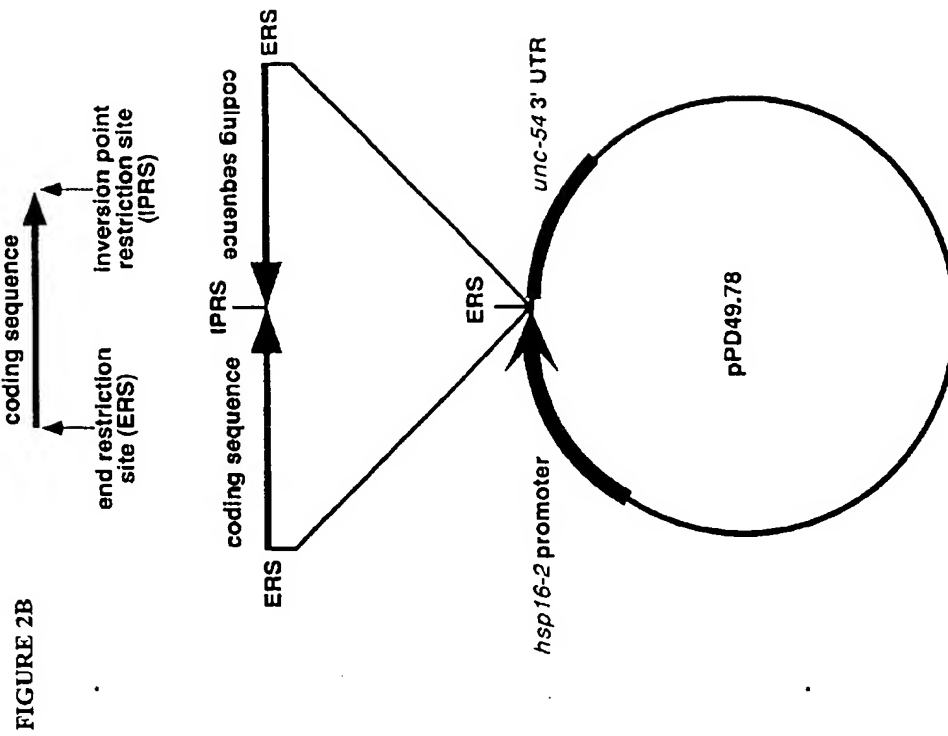 FIGURE 2B
coding sequence
end restriction
site (ERS)
inversion point
restriction site
(IPRS)
IPRS
coding sequence
coding sequence
ERS
ERS
ERS
hsp16-2 promoter
unc-54 3' UTR
pPD49.78